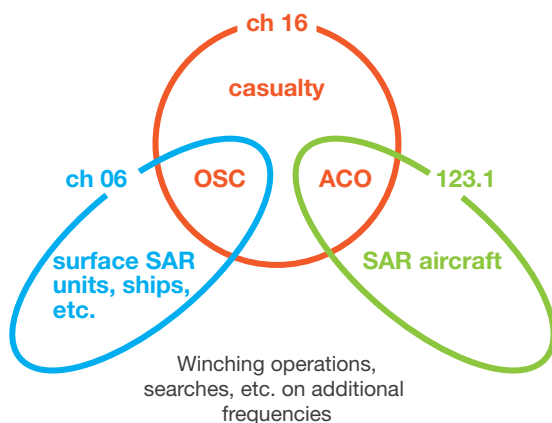 ch 16
casualty
ch 06
OSC
ACO
123.1
surface SAR
units, ships,
etc.
SAR aircraft
Winching operations,
searches, etc. on additional
frequencies